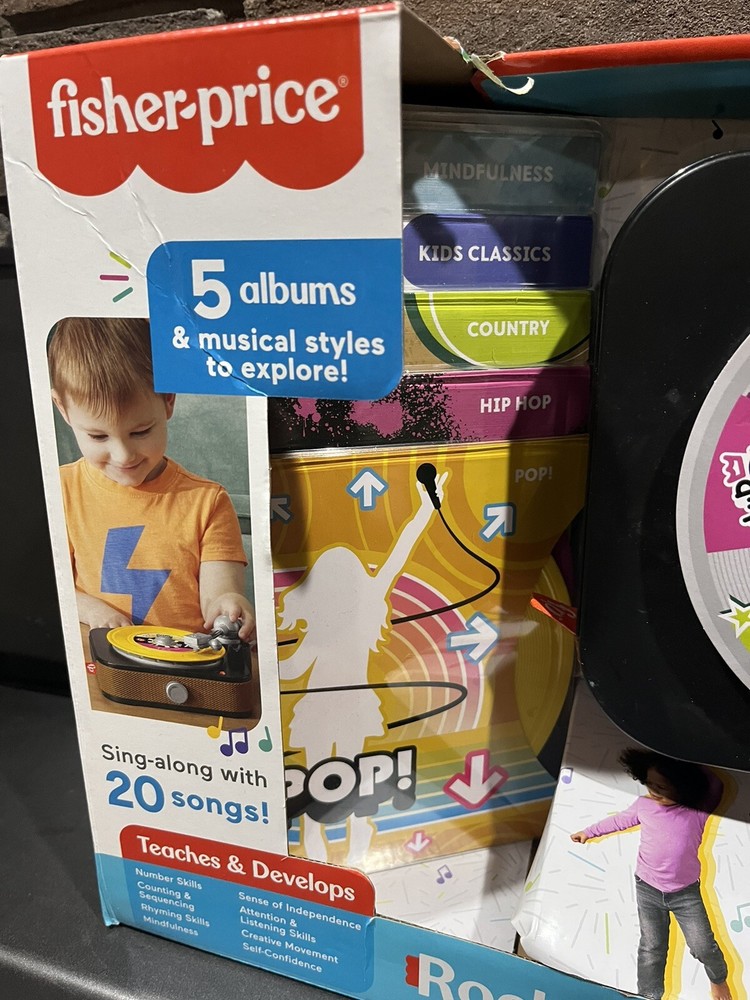 fisher-price®
5 albums
& musical styles
to explore!
Sing-along with
20 songs!
Teaches & Develops
Number Skills
Counting &
Sequencing
Rhyming Skills
Mindfulness
Sense of Independence
Attention &
Listening Skills
Creative Movement
Self-Confidence
MINDFULNESS
KIDS CLASSICS
COUNTRY
HIP HOP
POP!
POP!